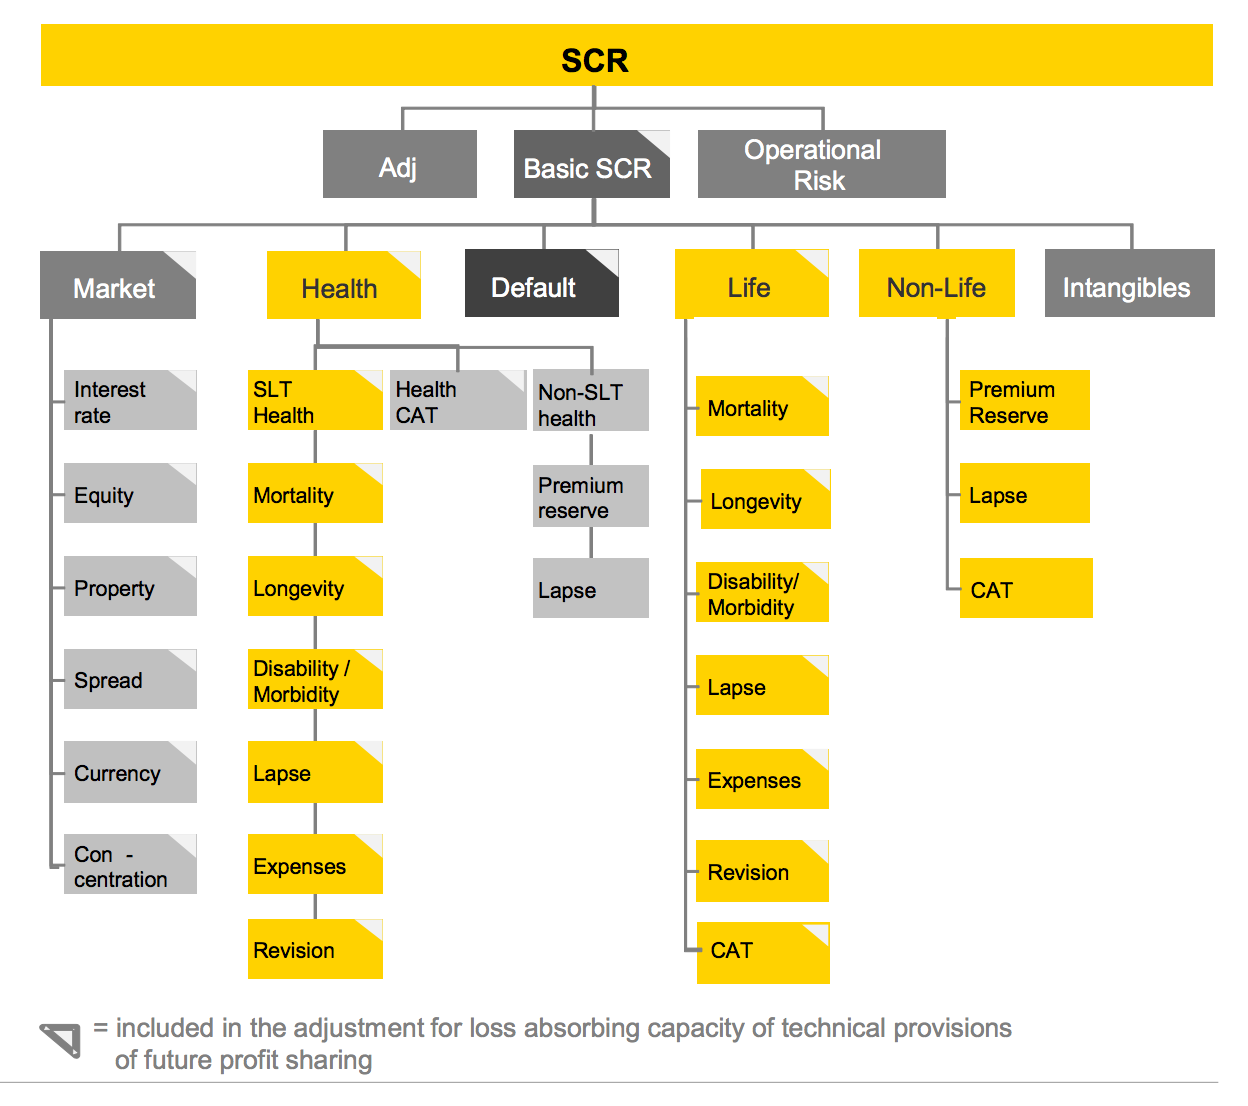 SCR
Adj
Basic SCR
Operational
Risk
Market
Health
Default
Life
Non-Life
Intangibles
Interest
rate
Equity
Property
Spread
Currency
Con -
centration
SLT
Health
Mortality
Longevity
Disability /
Morbidity
Lapse
Expenses
Revision
Health
CAT
Non-SLT
health
Premium
reserve
Lapse
Mortality
Longevity
Disability/
Morbidity
Lapse
Expenses
Revision
CAT
Premium
Reserve
Lapse
CAT
= included in the adjustment for loss absorbing capacity of technical provisions
of future profit sharing